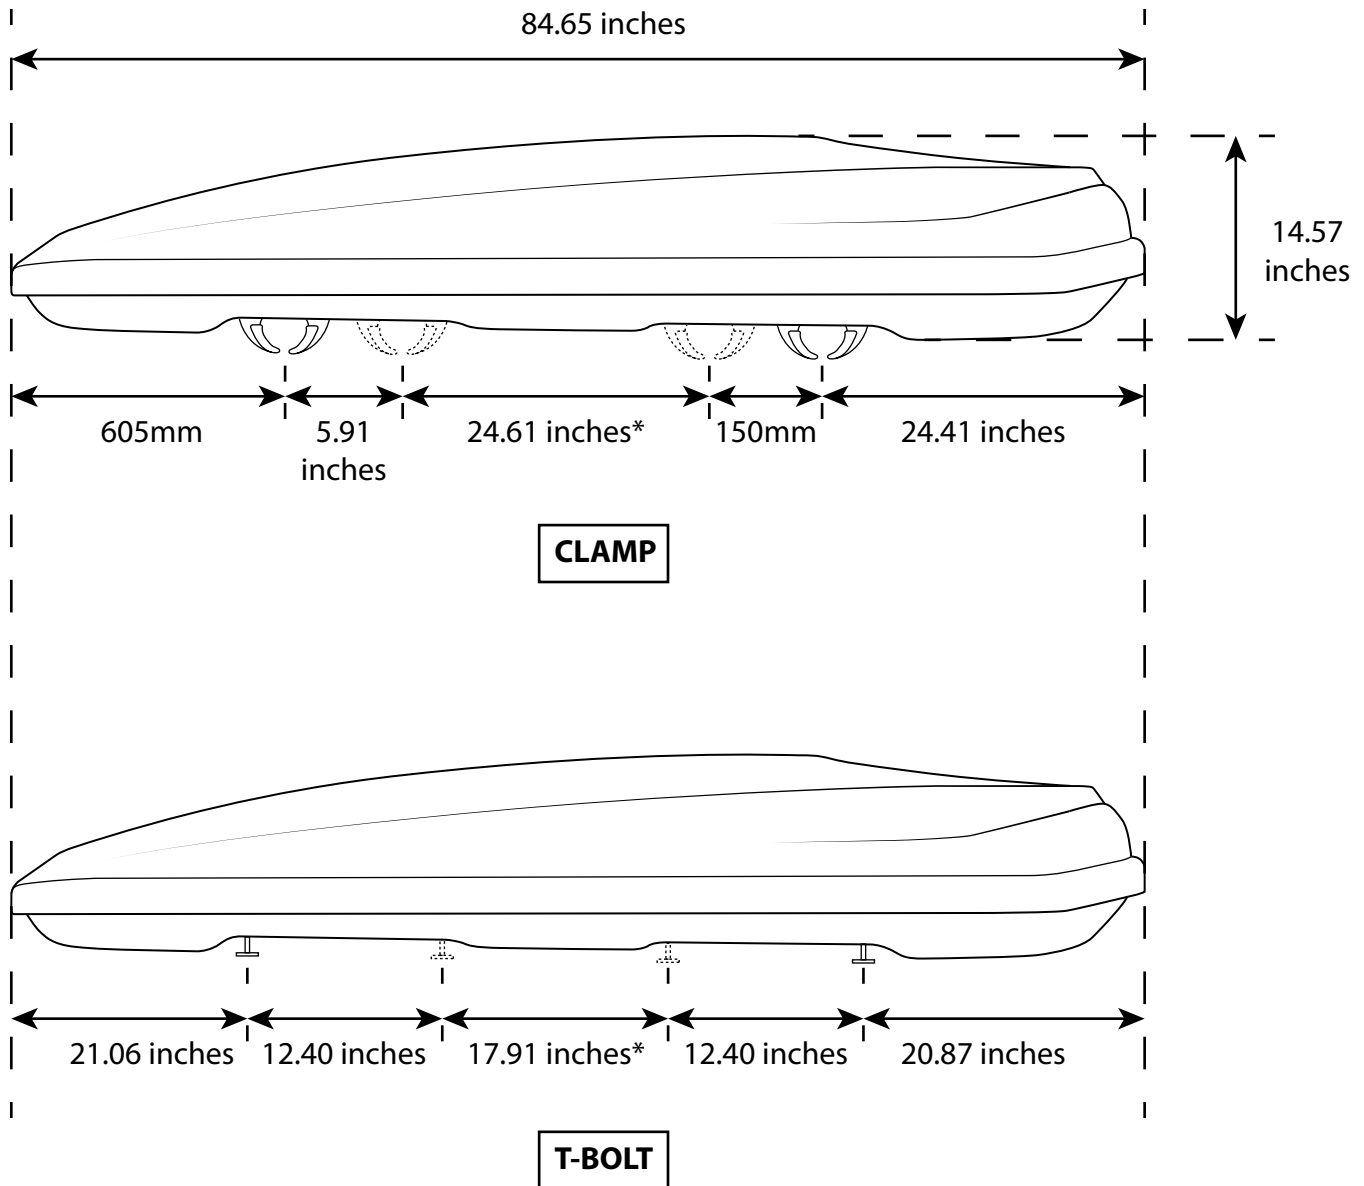 84.65 inches
14.57
inches
605mm
5.91
inches
24.61 inches*
150mm
24.41 inches
CLAMP
21.06 inches
12.40 inches
17.91 inches*
12.40 inches
20.87 inches
T-BOLT